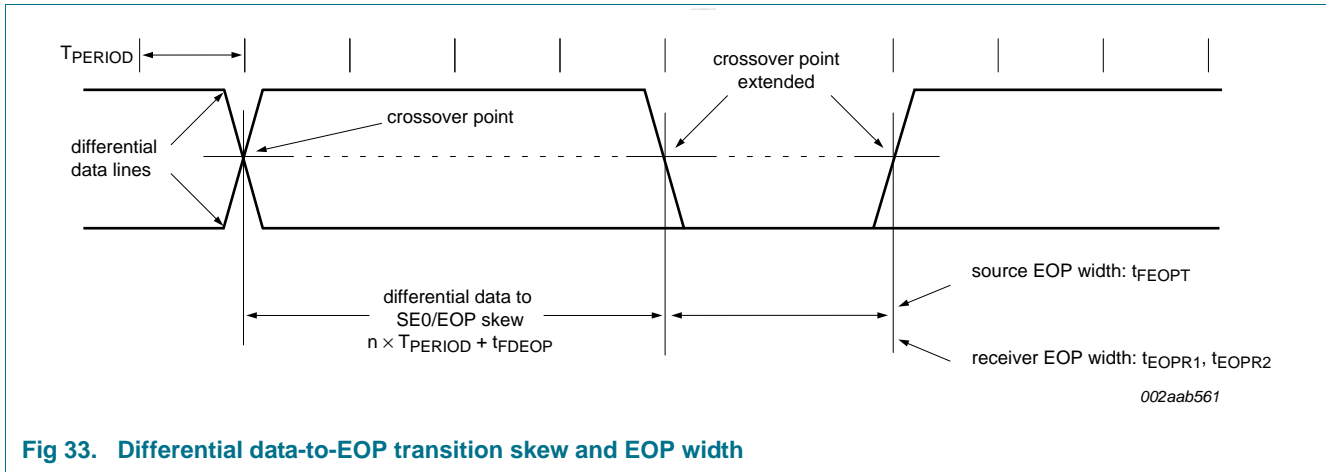 TPERIOD
crossover point
extended
crossover point
differential
data lines
source EOP width: tFEOPT
differential data to
SE0/EOP skew
n × TPERIOD + tFDEOP
receiver EOP width: tEOPR1, tEOPR2
002aab561
Fig 33. Differential data-to-EOP transition skew and EOP width